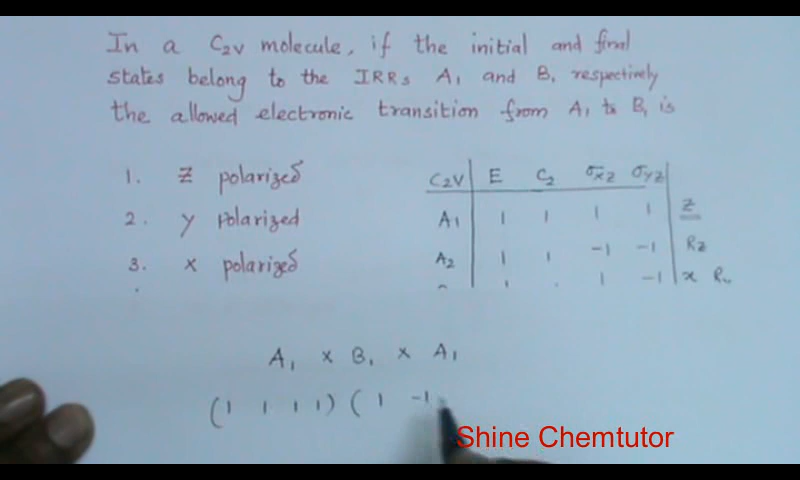 In a C2V molecule, if the initial and final
states belong to the IRRs A1 and B1 respectively
the allowed electronic transition from A1 to B1 is
1. Z polarized
2. y polarized
3. x polarized
C2V E C2 σxz σyz
A1 1 1 1 1 Z
A2 1 1 -1 -1 Rz
1 -1 x
A1 × B1 × A1
(1 1 1 1) (1 -1
Shine Chemtutor